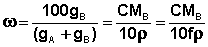 ω = 100g_B / (g_A + g_B) = CM_B / 10ρ = CM_B / 10fρ